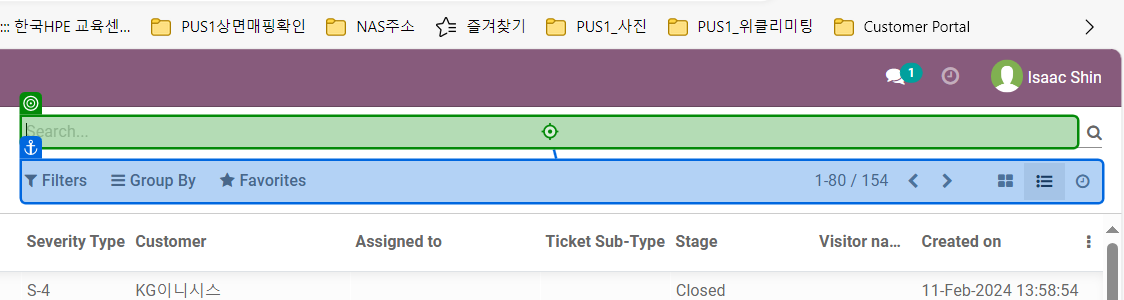 ::: 한국HPE 교육센... PUS1상면매핑확인 NAS주소 즐겨찾기 PUS1_사진 PUS1_위클리미팅 Customer Portal
1 Isaac Shin
Search...
Filters Group By Favorites 1-80 / 154
Severity Type Customer Assigned to Ticket Sub-Type Stage Visitor na... Created on
S-4 KG이니시스 Closed 11-Feb-2024 13:58:54